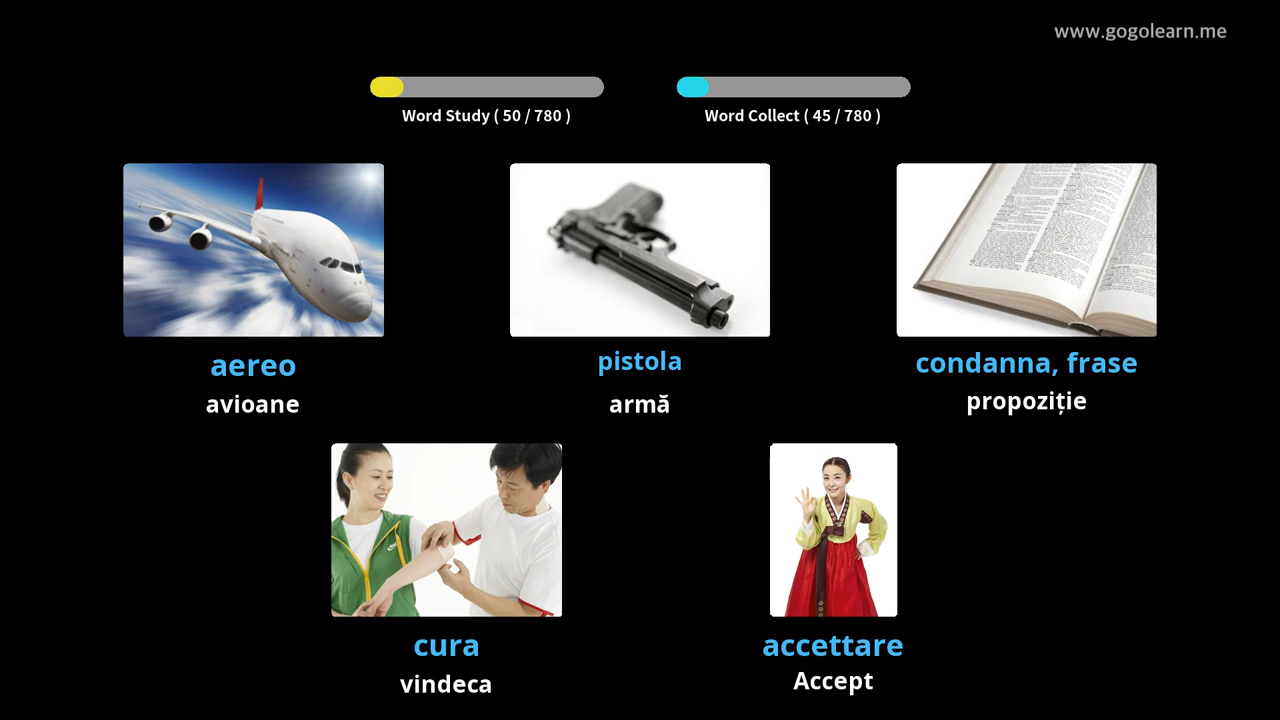 www.gogolearn.me
Word Study ( 50 / 780 )
Word Collect ( 45 / 780 )
aereo
avioane
pistola
armă
condanna, frase
propoziție
cura
vindeca
accettare
Accept